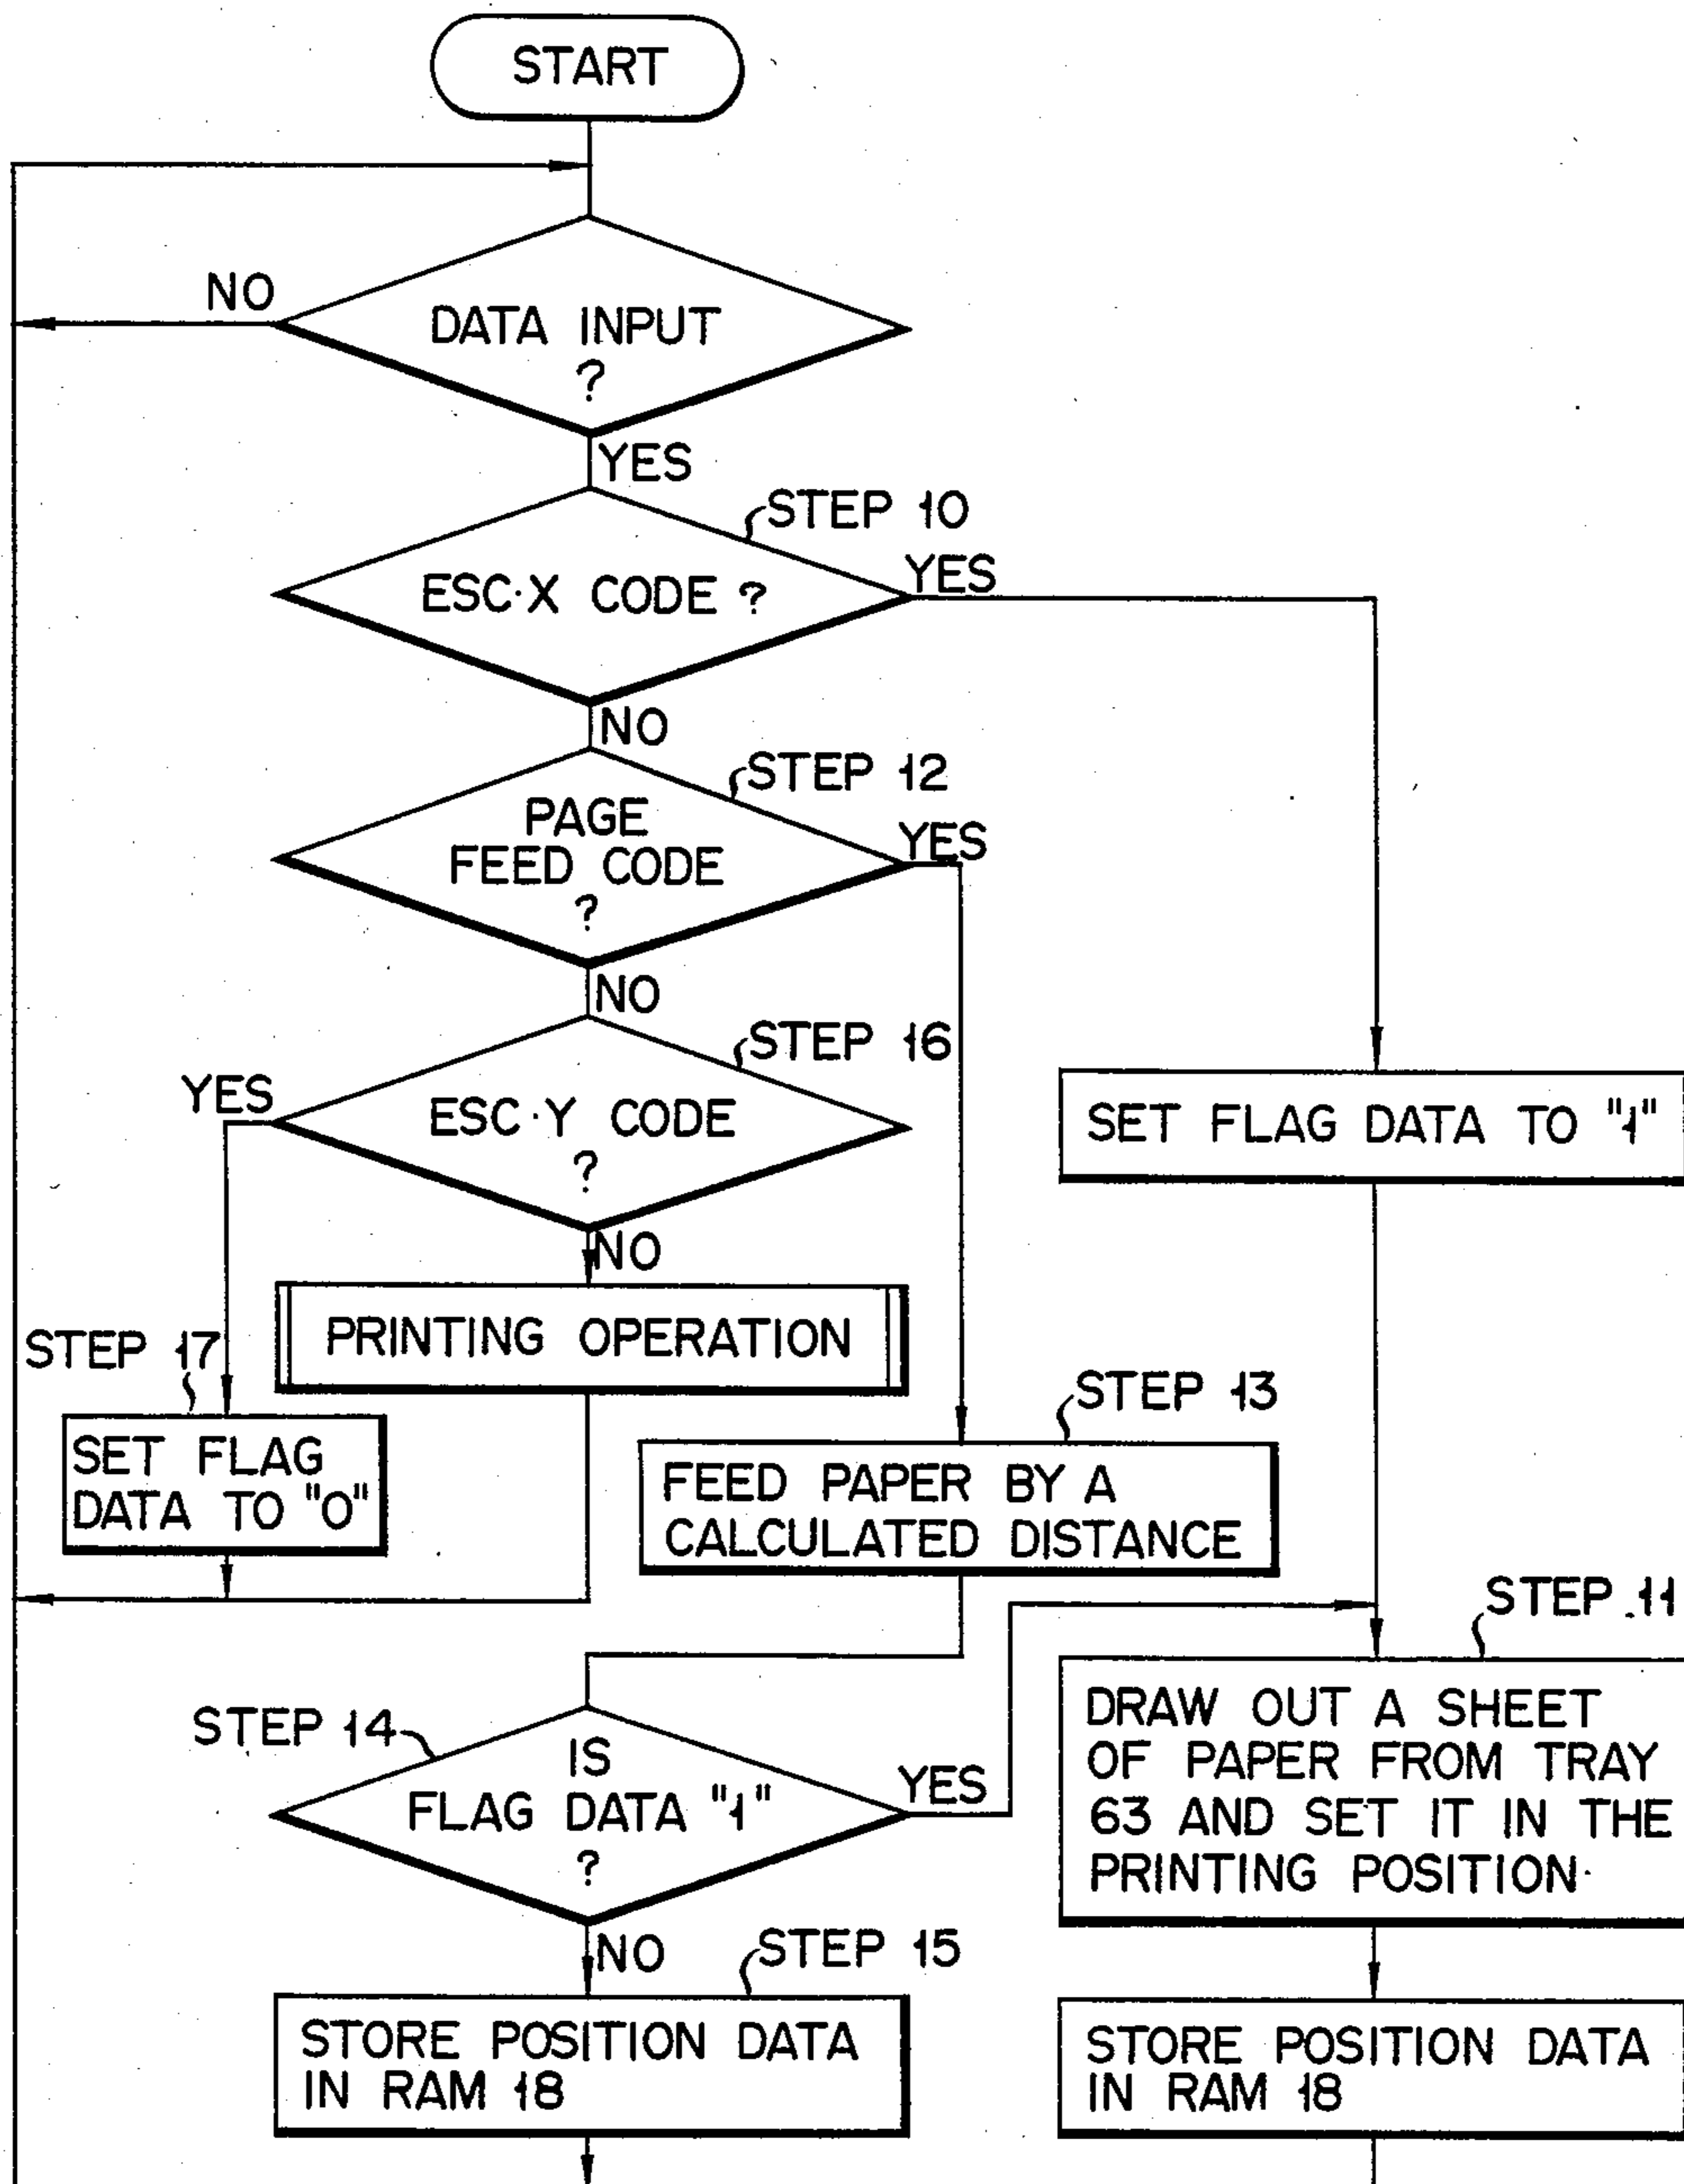 START
NO
DATA INPUT
?
YES
STEP 10
ESC·X CODE ?
YES
NO
STEP 12
PAGE
FEED CODE
?
YES
NO
STEP 16
YES
ESC·Y CODE
?
SET FLAG DATA TO "1"
NO
PRINTING OPERATION
STEP 17
SET FLAG
DATA TO "0"
STEP 13
FEED PAPER BY A
CALCULATED DISTANCE
STEP 11
DRAW OUT A SHEET
OF PAPER FROM TRAY
63 AND SET IT IN THE
PRINTING POSITION
STEP 14
IS
FLAG DATA "1"
?
YES
NO
STEP 15
STORE POSITION DATA
IN RAM 18
STORE POSITION DATA
IN RAM 18